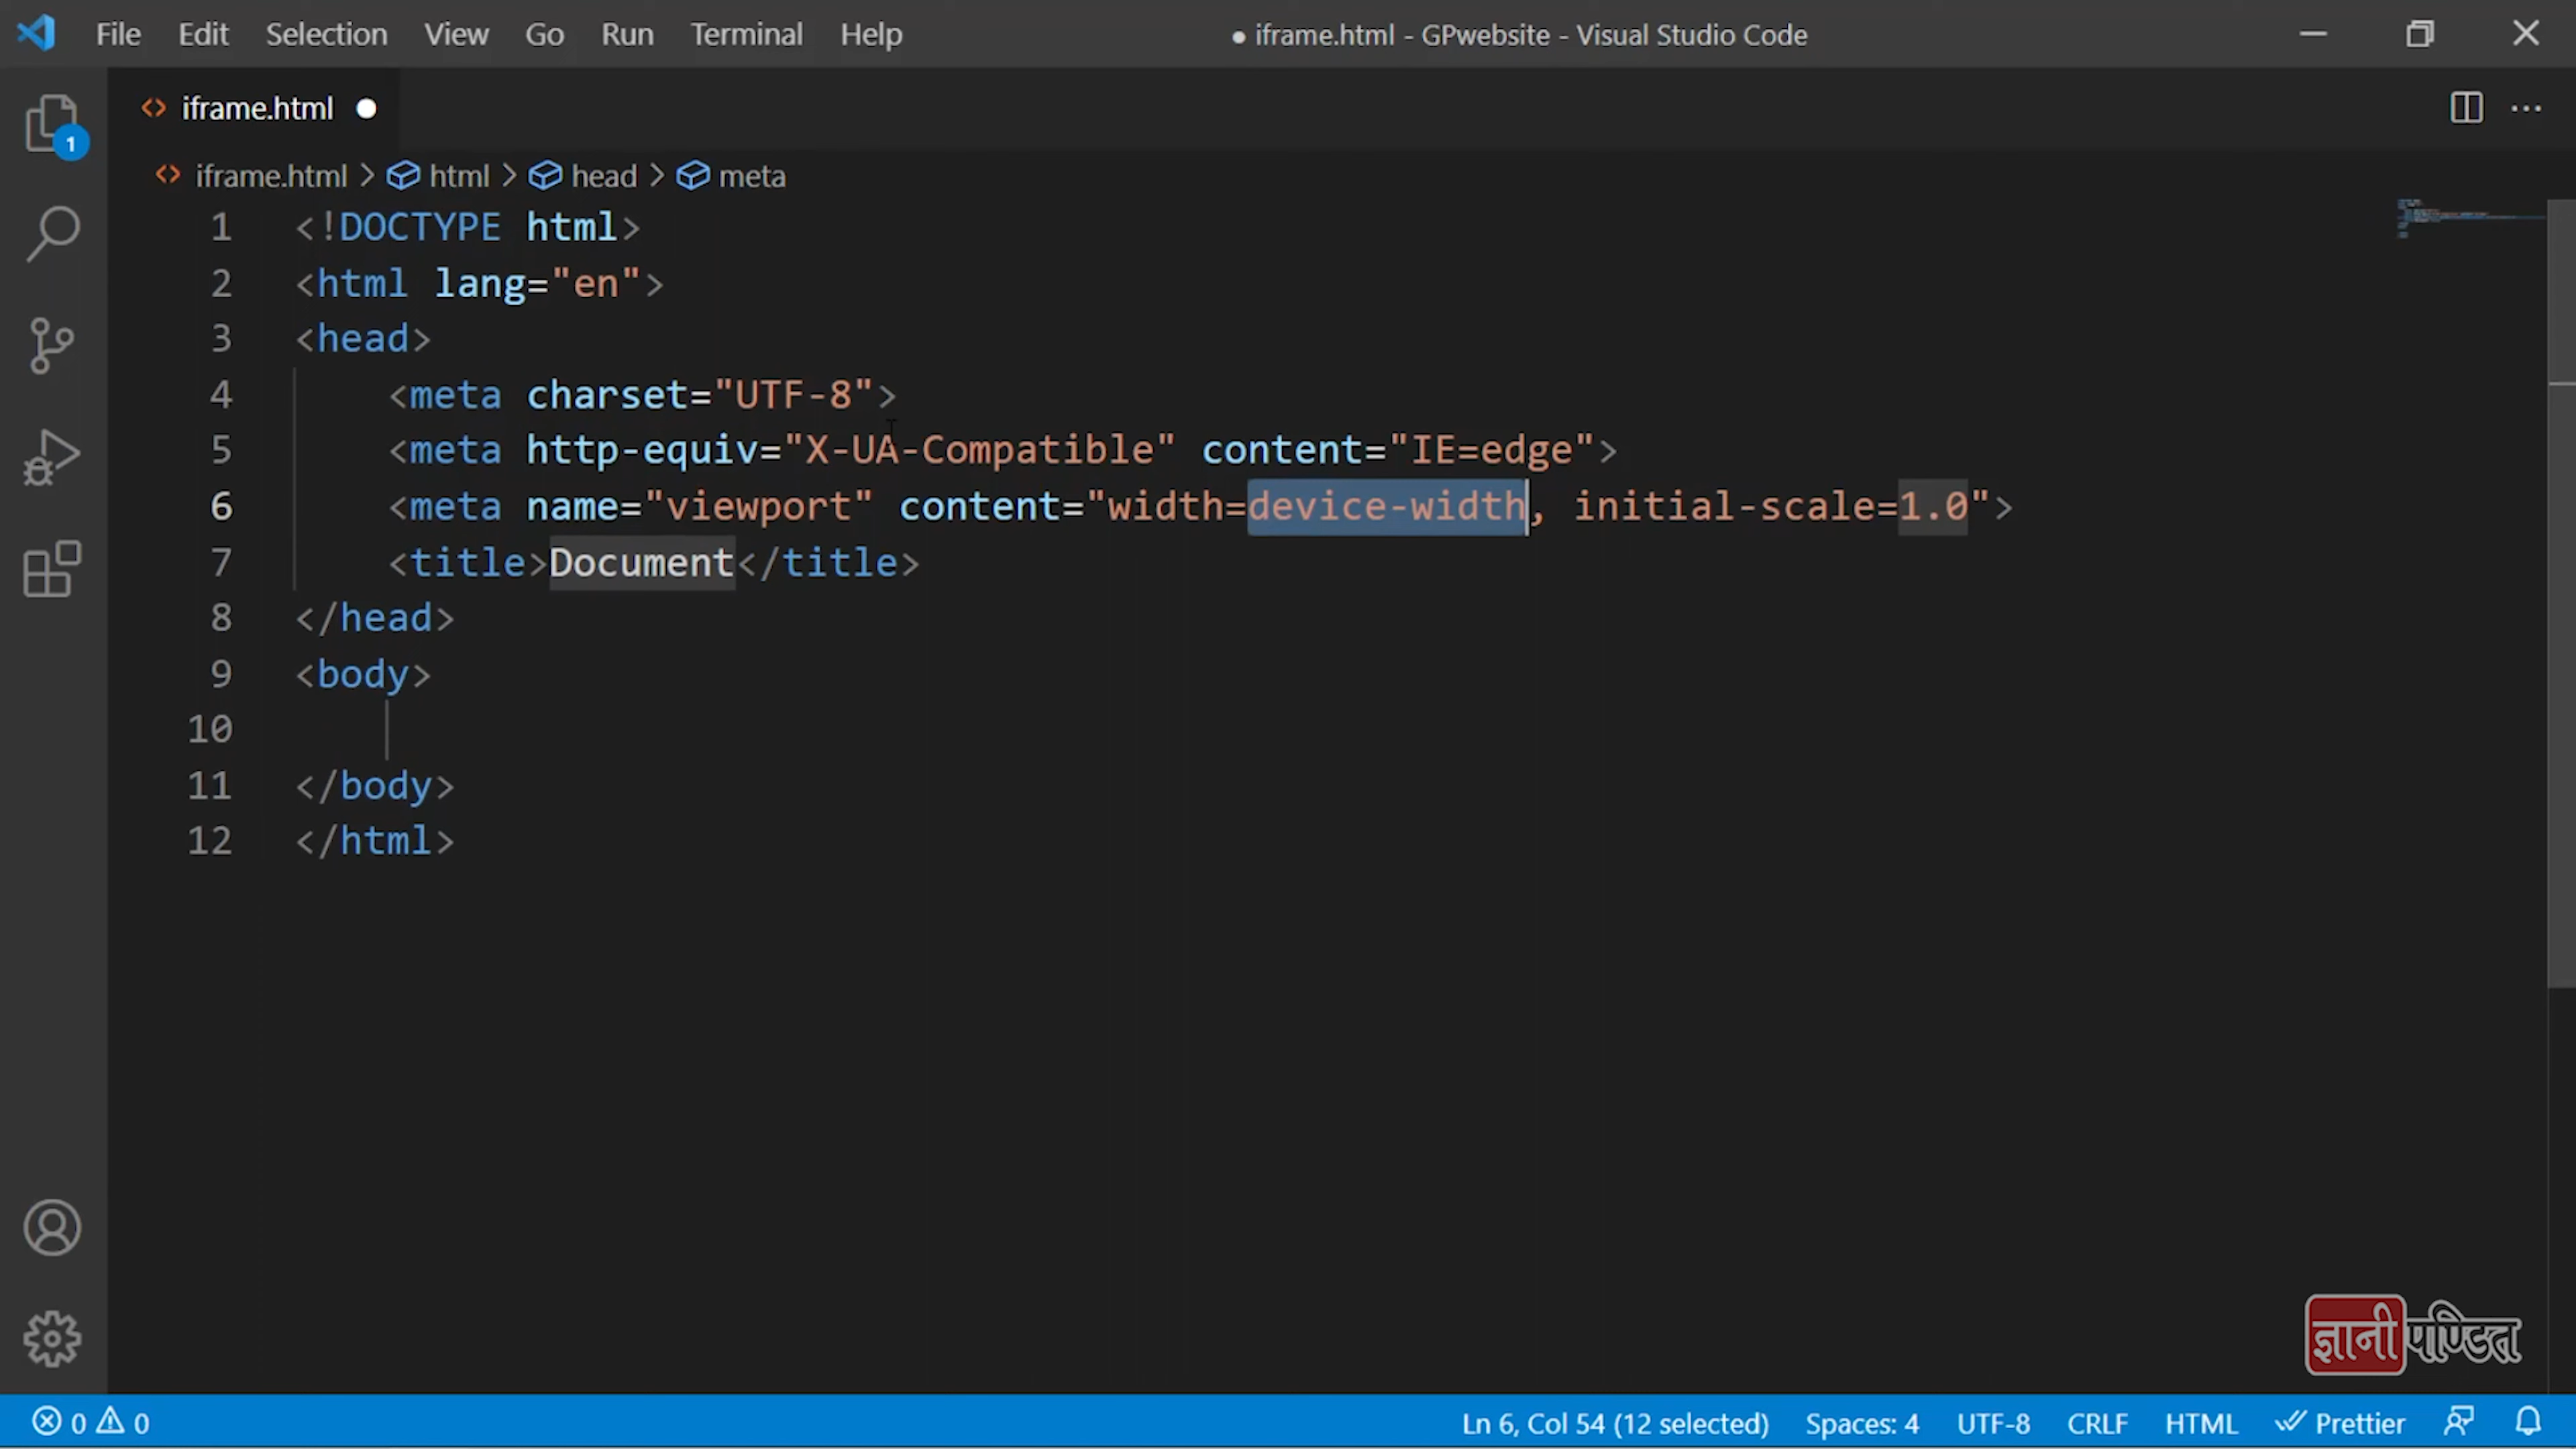 File Edit Selection View Go Run Terminal Help ● iframe.html - GPwebsite - Visual Studio Code
iframe.html
1
iframe.html > html > head > meta
1 <!DOCTYPE html>
2 <html lang="en">
3 <head>
4 <meta charset="UTF-8">
5 <meta http-equiv="X-UA-Compatible" content="IE=edge">
6 <meta name="viewport" content="width=device-width, initial-scale=1.0">
7 <title>Document</title>
8 </head>
9 <body>
10
11 </body>
12 </html>
ज्ञानी पण्डित
0 0 Ln 6, Col 54 (12 selected) Spaces: 4 UTF-8 CRLF HTML Prettier